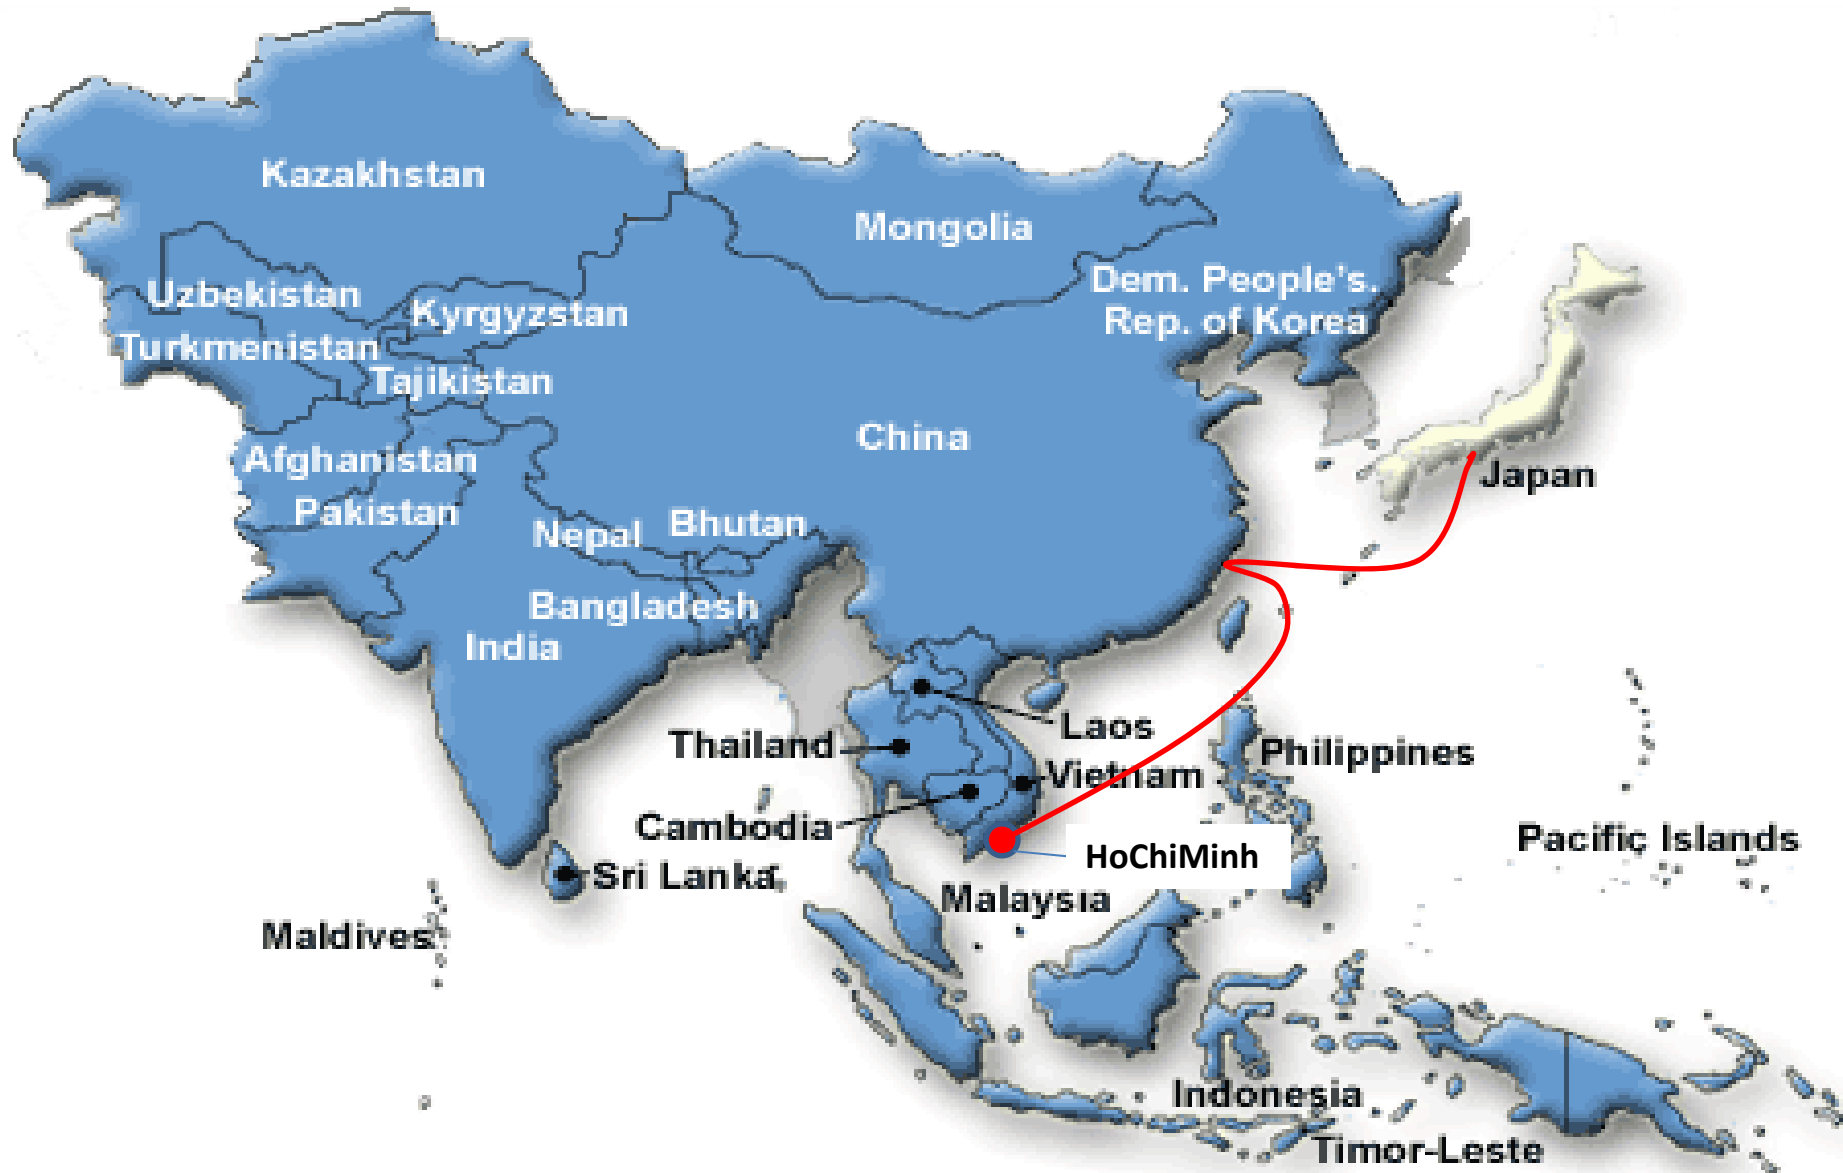 Kazakhstan
Mongolia
Dem. People's.
Rep. of Korea
Uzbekistan
Kyrgyzstan
Turkmenistan
Tajikistan
China
Afghanistan
Japan
Pakistan
Nepal
Bhutan
Bangladesh
India
Laos
Thailand
Philippines
Vietnam
Cambodia
Pacific Islands
HoChiMinh
Sri Lanka
Malaysia
Maldives
Indonesia
Timor-Leste